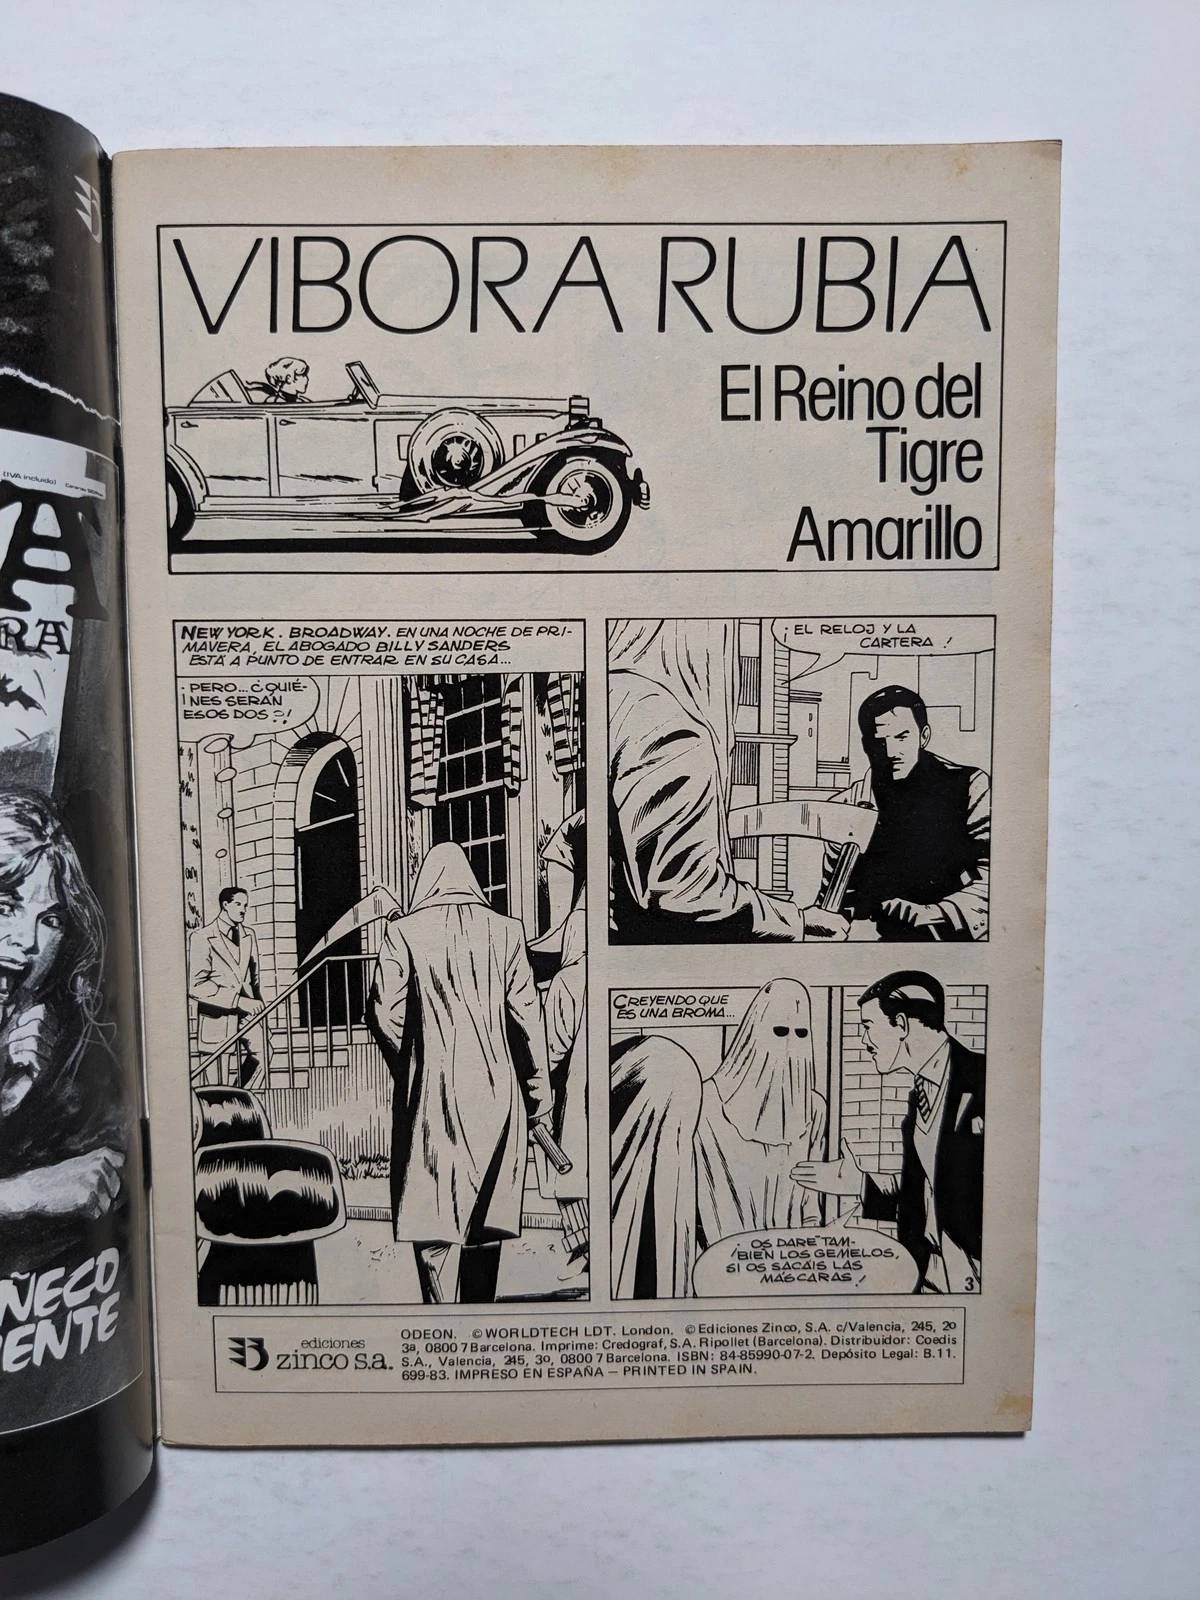 VIBORA RUBIA
El Reino del
Tigre
Amarillo
NEW YORK. BROADWAY. EN UNA NOCHE DE PRI-
MAVERA, EL ABOGADO BILLY SANDERS
ESTÁ A PUNTO DE ENTRAR EN SU CASA...
¡PERO...¿QUIÉ-
NES SERÁN
ESOS DOS?!
¡EL RELOJ Y LA
CARTERA!
CREYENDO QUE
ES UNA BROMA...
¡OS DARÉ TAM-
BIÉN LOS GEMELOS,
SI OS SACÁIS LAS
MÁSCARAS!
3
ediciones
zinco s.a.
ODEON. ©WORLDTECH LDT. London. ©Ediciones Zinco, S.A. c/Valencia, 245, 2º
3ª, 08007 Barcelona. Imprime: Credograf, S.A. Ripollet (Barcelona). Distribuidor: Coedis
S.A., Valencia, 245, 3º, 08007 Barcelona. ISBN: 84-85990-07-2. Depósito Legal: B.11.
699-83. IMPRESO EN ESPAÑA – PRINTED IN SPAIN.
(IVA incluido)